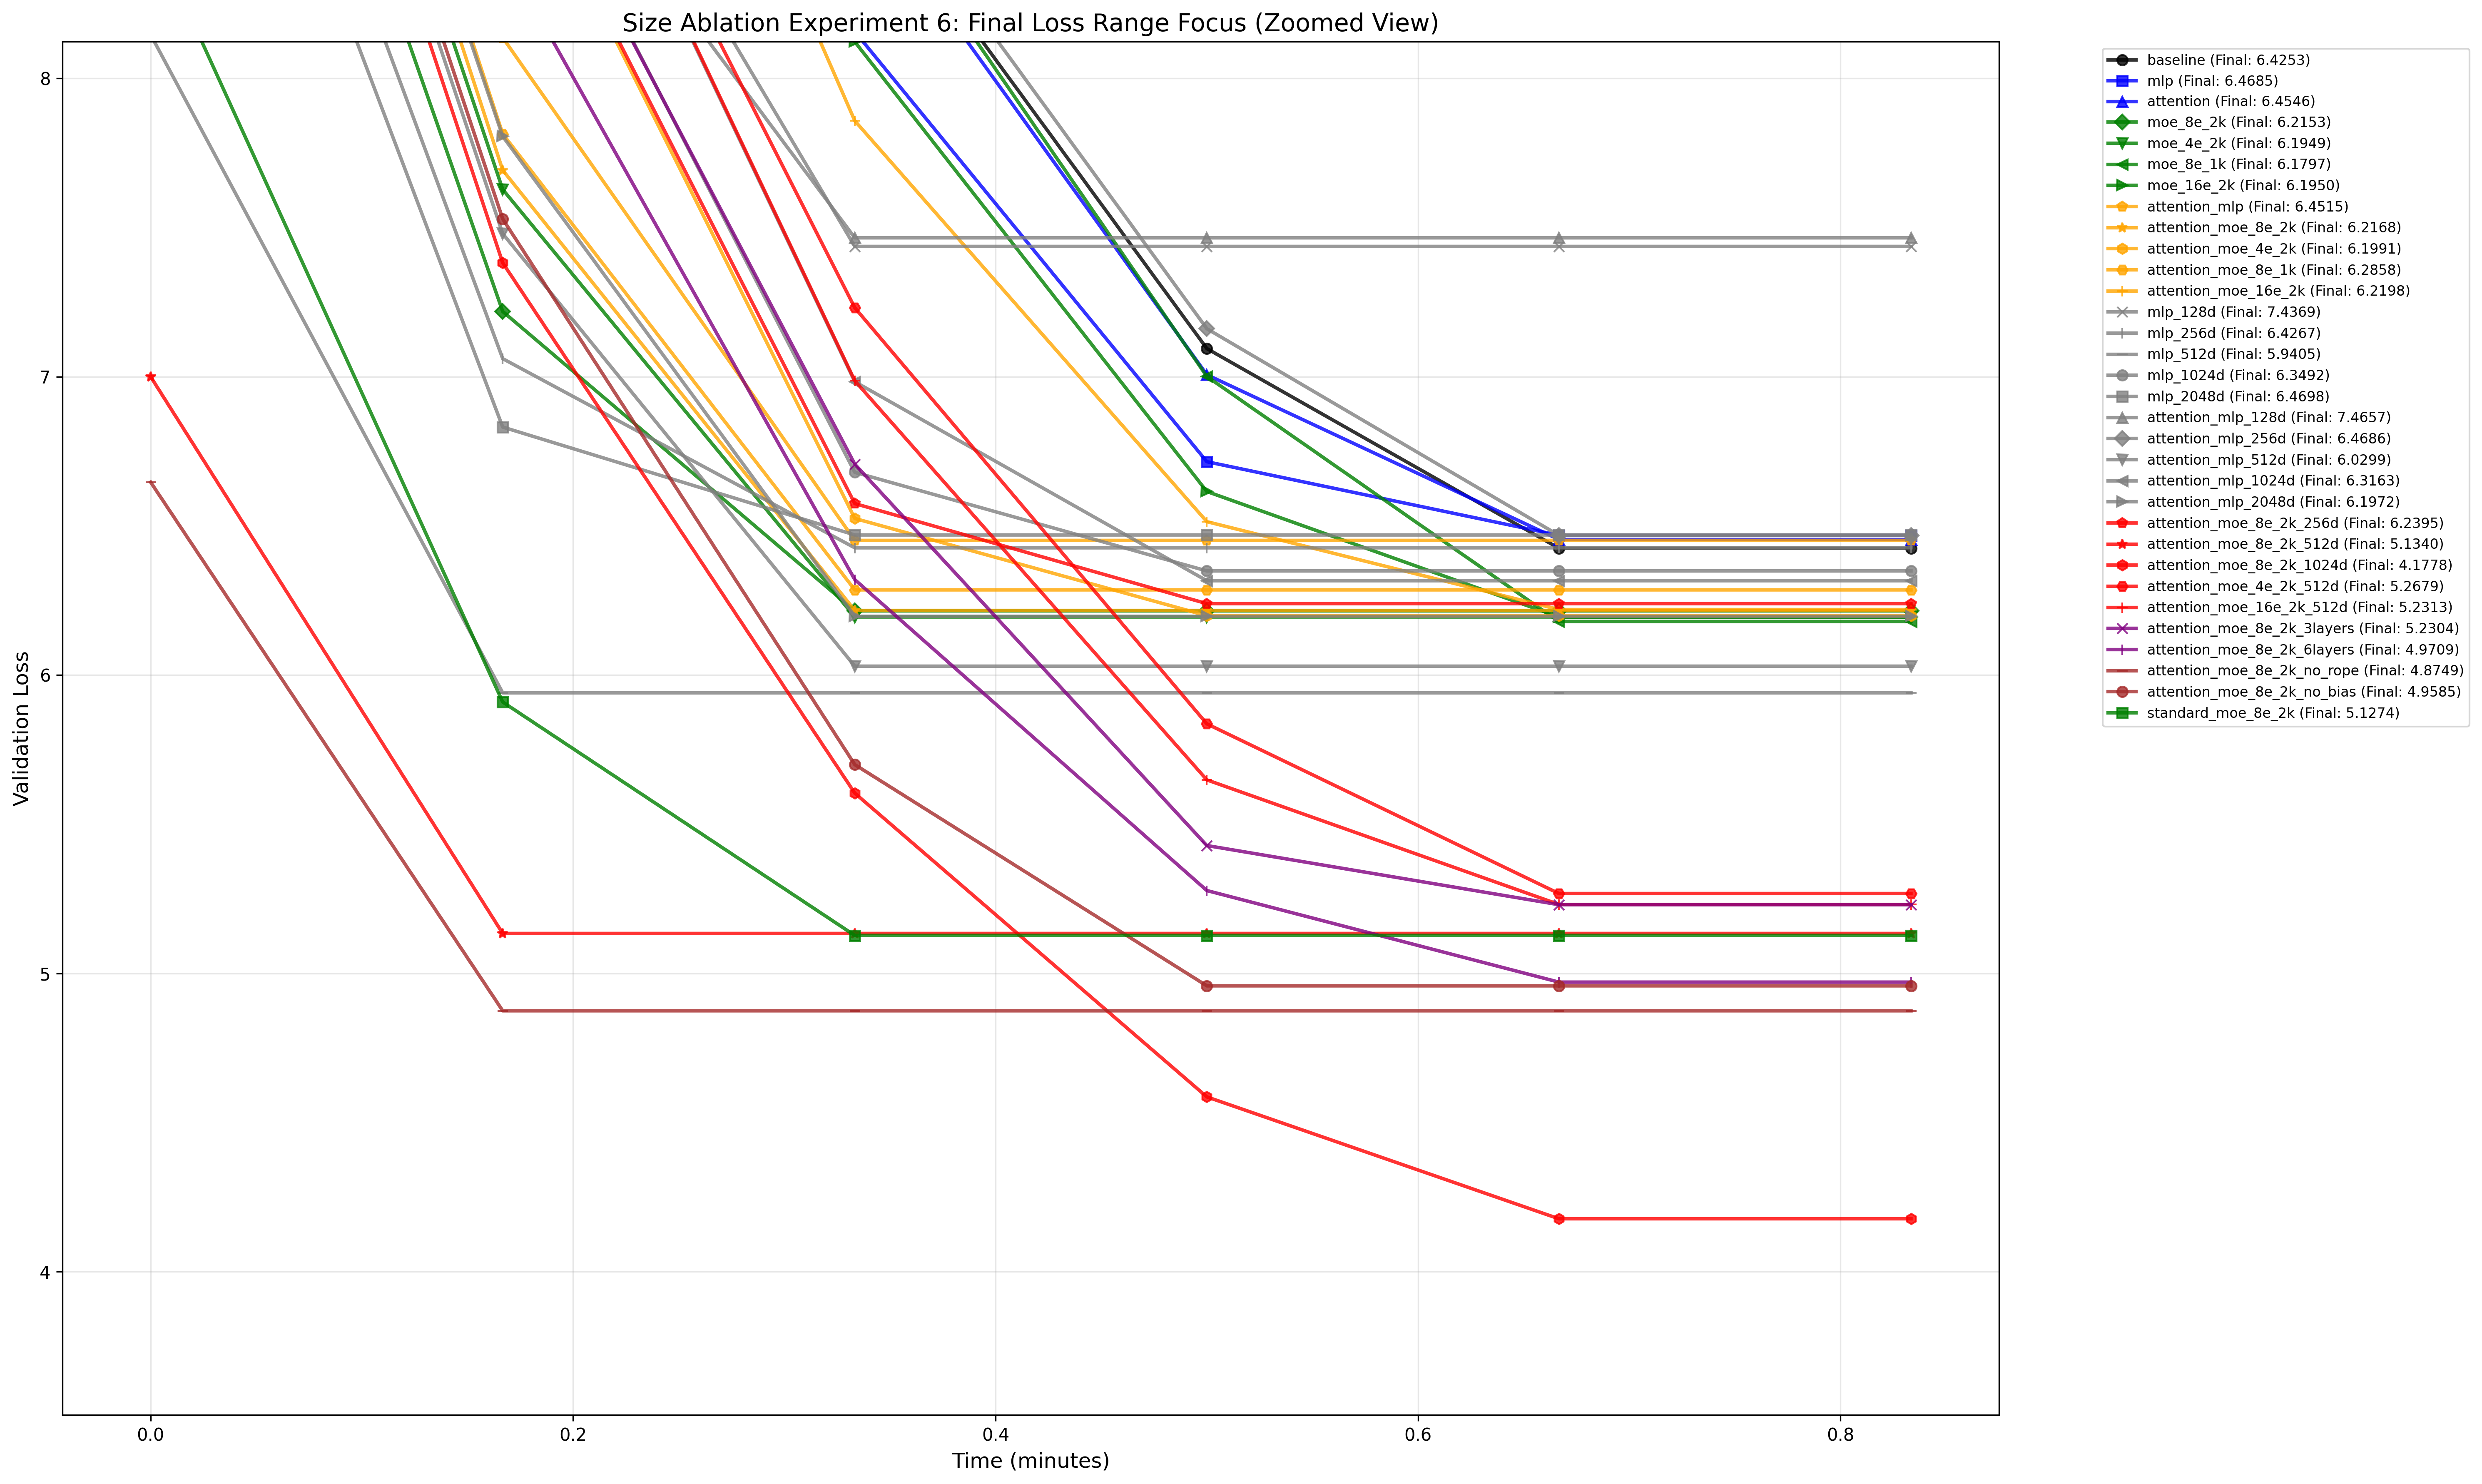 Size Ablation Experiment 6: Final Loss Range Focus (Zoomed View)
8
7
6
5
4
Validation Loss
0.0
0.2
0.4
0.6
0.8
Time (minutes)
baseline (Final: 6.4253)
mlp (Final: 6.4685)
attention (Final: 6.4546)
moe_8e_2k (Final: 6.2153)
moe_4e_2k (Final: 6.1949)
moe_8e_1k (Final: 6.1797)
moe_16e_2k (Final: 6.1950)
attention_mlp (Final: 6.4515)
attention_moe_8e_2k (Final: 6.2168)
attention_moe_4e_2k (Final: 6.1991)
attention_moe_8e_1k (Final: 6.2858)
attention_moe_16e_2k (Final: 6.2198)
mlp_128d (Final: 7.4369)
mlp_256d (Final: 6.4267)
mlp_512d (Final: 5.9405)
mlp_1024d (Final: 6.3492)
mlp_2048d (Final: 6.4698)
attention_mlp_128d (Final: 7.4657)
attention_mlp_256d (Final: 6.4686)
attention_mlp_512d (Final: 6.0299)
attention_mlp_1024d (Final: 6.3163)
attention_mlp_2048d (Final: 6.1972)
attention_moe_8e_2k_256d (Final: 6.2395)
attention_moe_8e_2k_512d (Final: 5.1340)
attention_moe_8e_2k_1024d (Final: 4.1778)
attention_moe_4e_2k_512d (Final: 5.2679)
attention_moe_16e_2k_512d (Final: 5.2313)
attention_moe_8e_2k_3layers (Final: 5.2304)
attention_moe_8e_2k_6layers (Final: 4.9709)
attention_moe_8e_2k_no_rope (Final: 4.8749)
attention_moe_8e_2k_no_bias (Final: 4.9585)
standard_moe_8e_2k (Final: 5.1274)